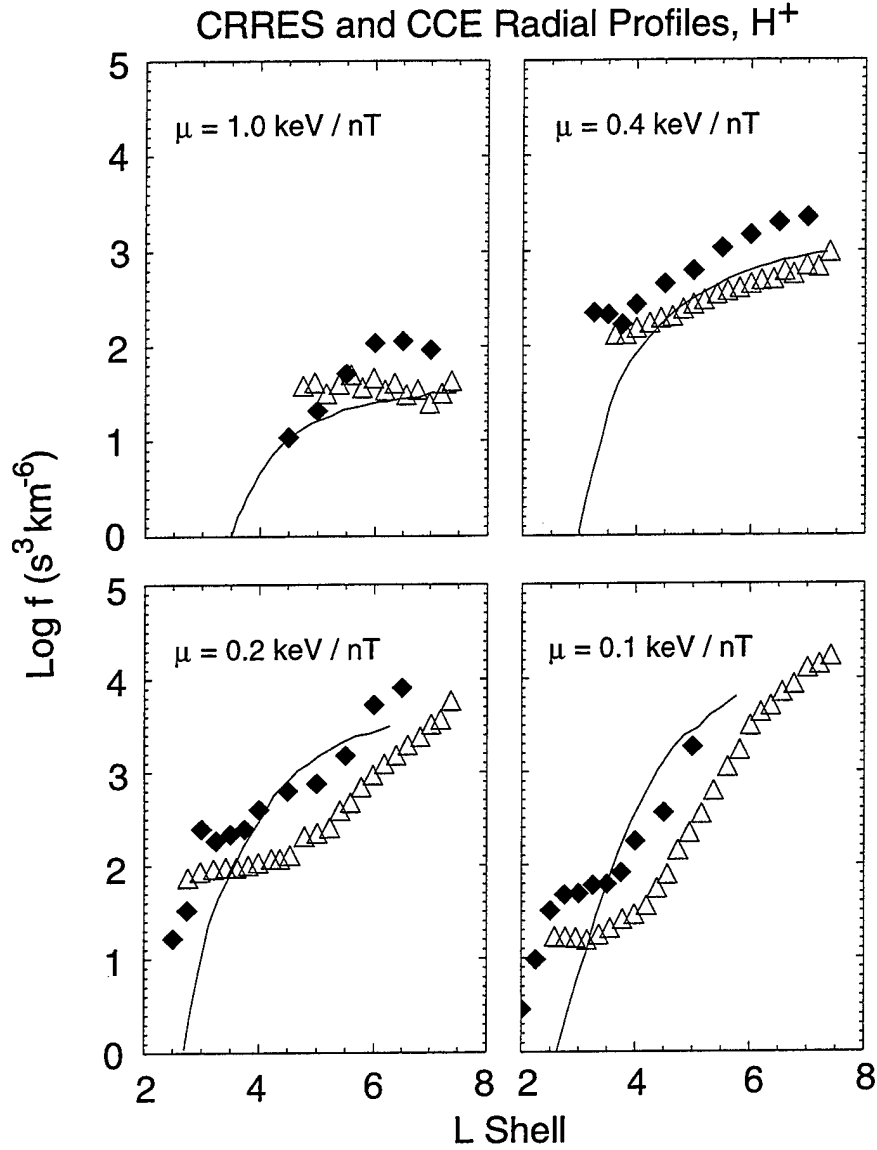 CRRES and CCE Radial Profiles, H⁺
5
4
3
2
1
0
μ = 1.0 keV / nT
μ = 0.4 keV / nT
Log f (s³ km⁻⁶)
5
4
3
2
1
0
μ = 0.2 keV / nT
μ = 0.1 keV / nT
2 4 6 8
2 4 6 8
L Shell